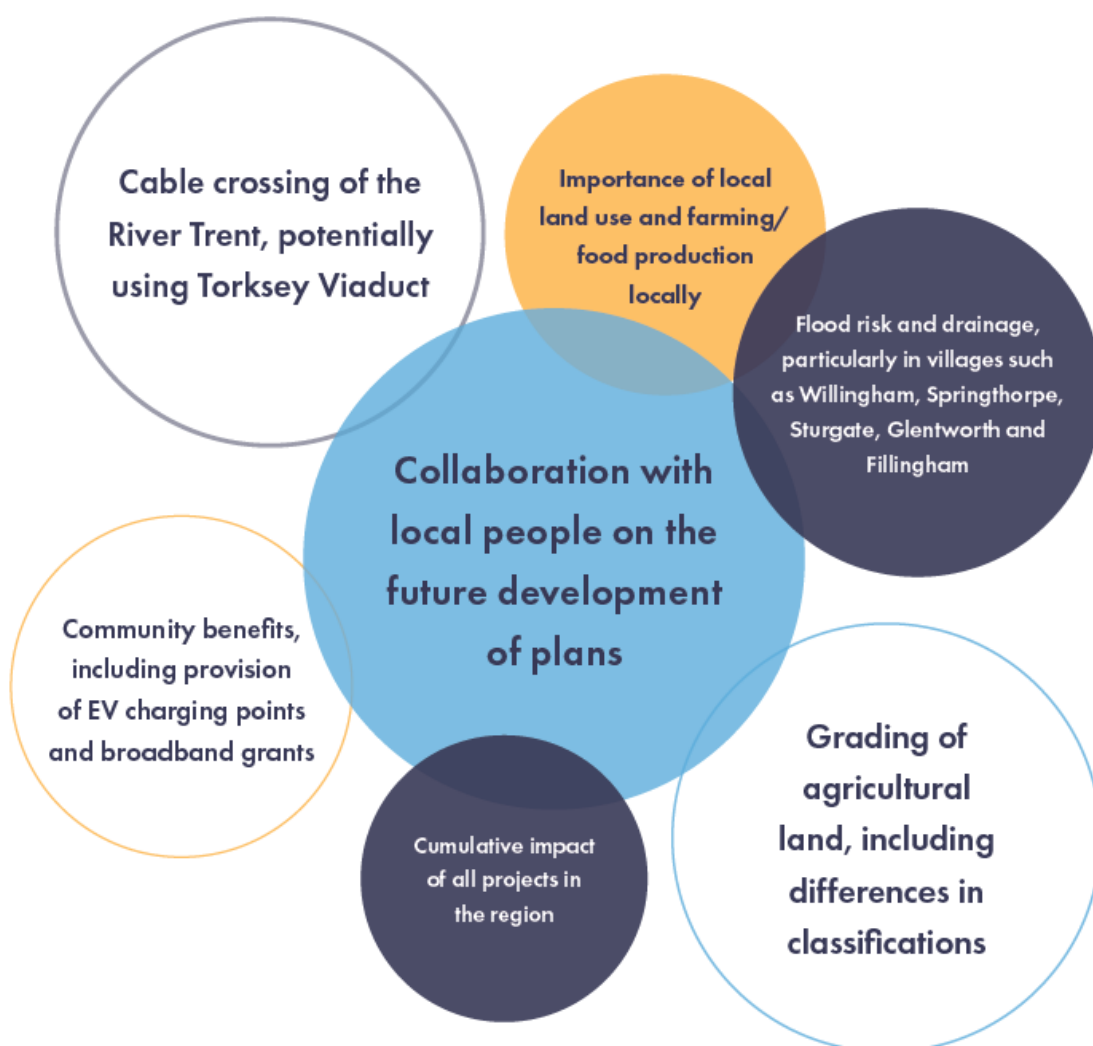 Cable crossing of the
River Trent, potentially
using Torksey Viaduct
Importance of local
land use and farming/
food production
locally
Flood risk and drainage,
particularly in villages such
as Willingham, Springthorpe,
Sturgate, Glentworth and
Fillingham
Collaboration with
local people on the
future development
of plans
Community benefits,
including provision
of EV charging points
and broadband grants
Grading of
agricultural
land, including
differences in
classifications
Cumulative impact
of all projects in
the region